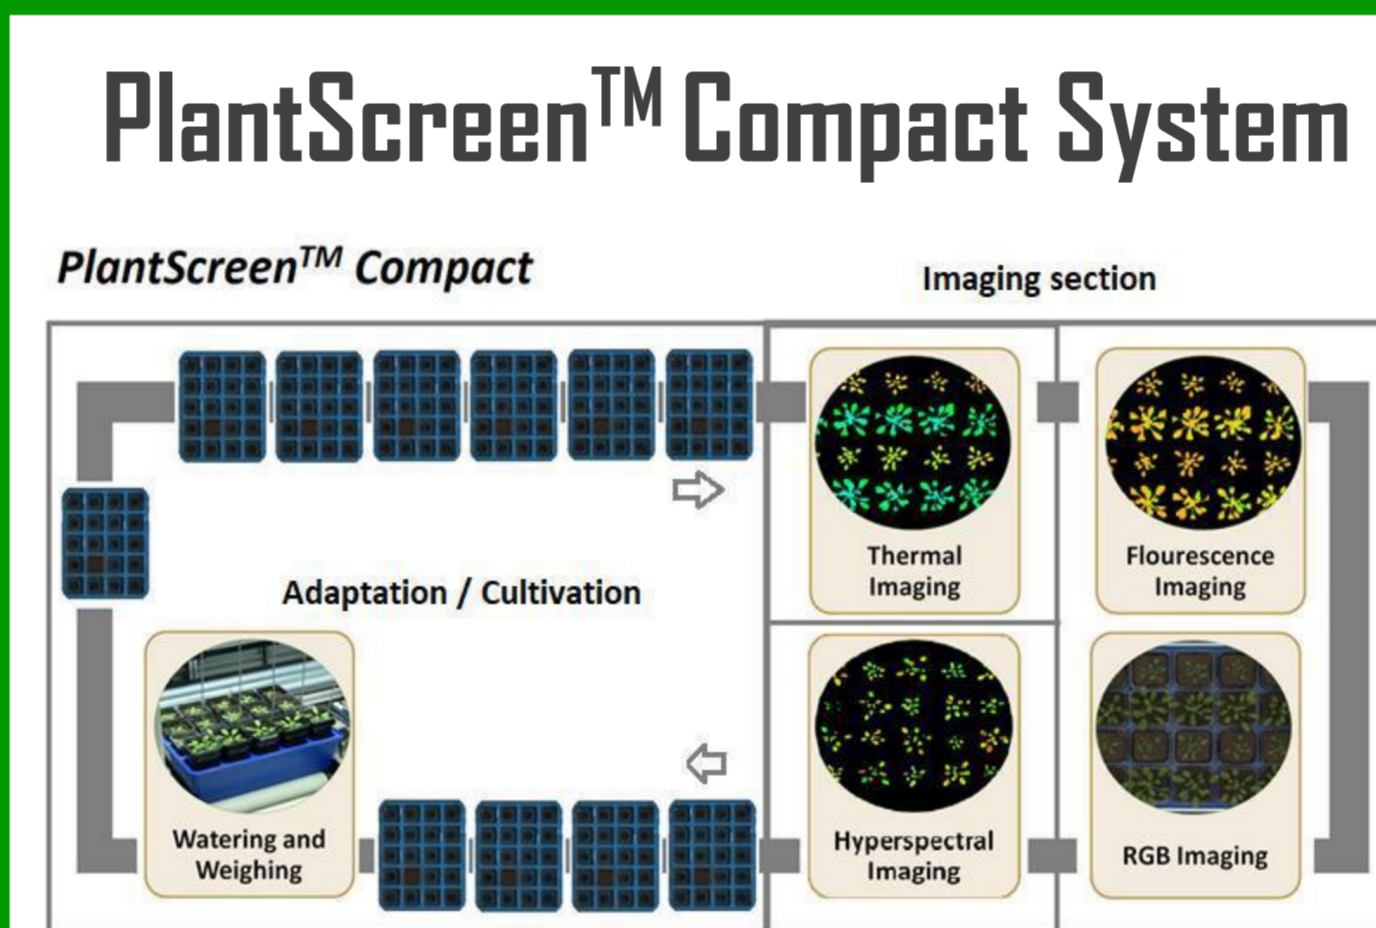 PlantScreen™ Compact System
PlantScreen™ Compact
Imaging section
Thermal
Imaging
Flourescence
Imaging
Adaptation / Cultivation
Watering and
Weighing
Hyperspectral
Imaging
RGB Imaging